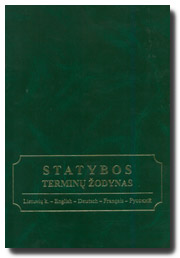 STATYBOS
TERMINŲ ŽODYNAS
Lietuvių k. – English – Deutsch – Français – Русский